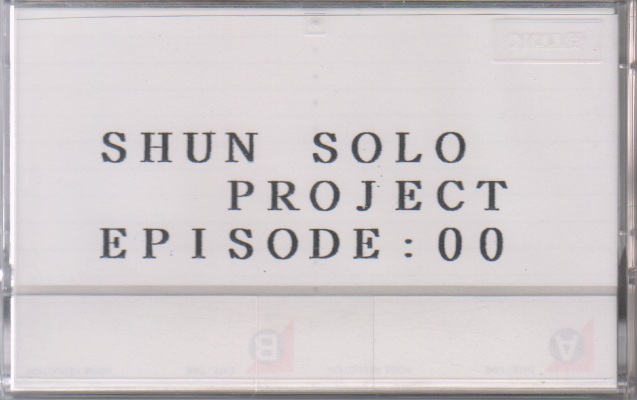 SHUN SOLO
PROJECT
EPISODE:00
B
A